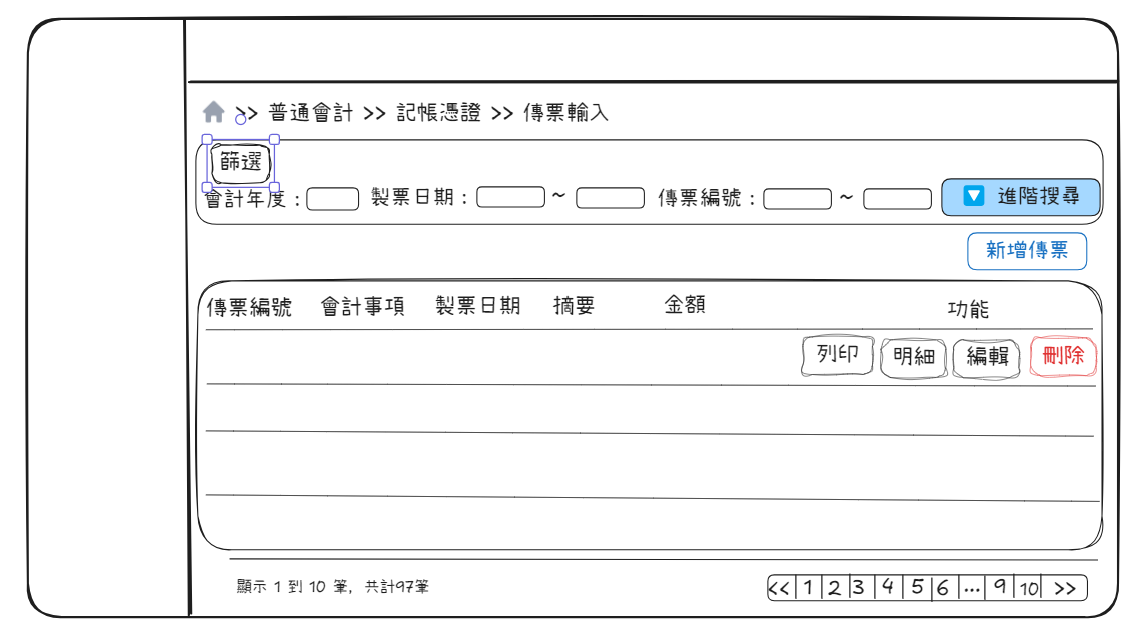 >> 普通會計 >> 記帳憑證 >> 傳票輸入
篩選
會計年度: 製票日期: ~ 傳票編號: ~ 進階搜尋
新增傳票
傳票編號 會計事項 製票日期 摘要 金額 功能
列印 明細 編輯 刪除
顯示 1 到 10 筆, 共計97筆
<< 1 2 3 4 5 6 ... 9 10 >>